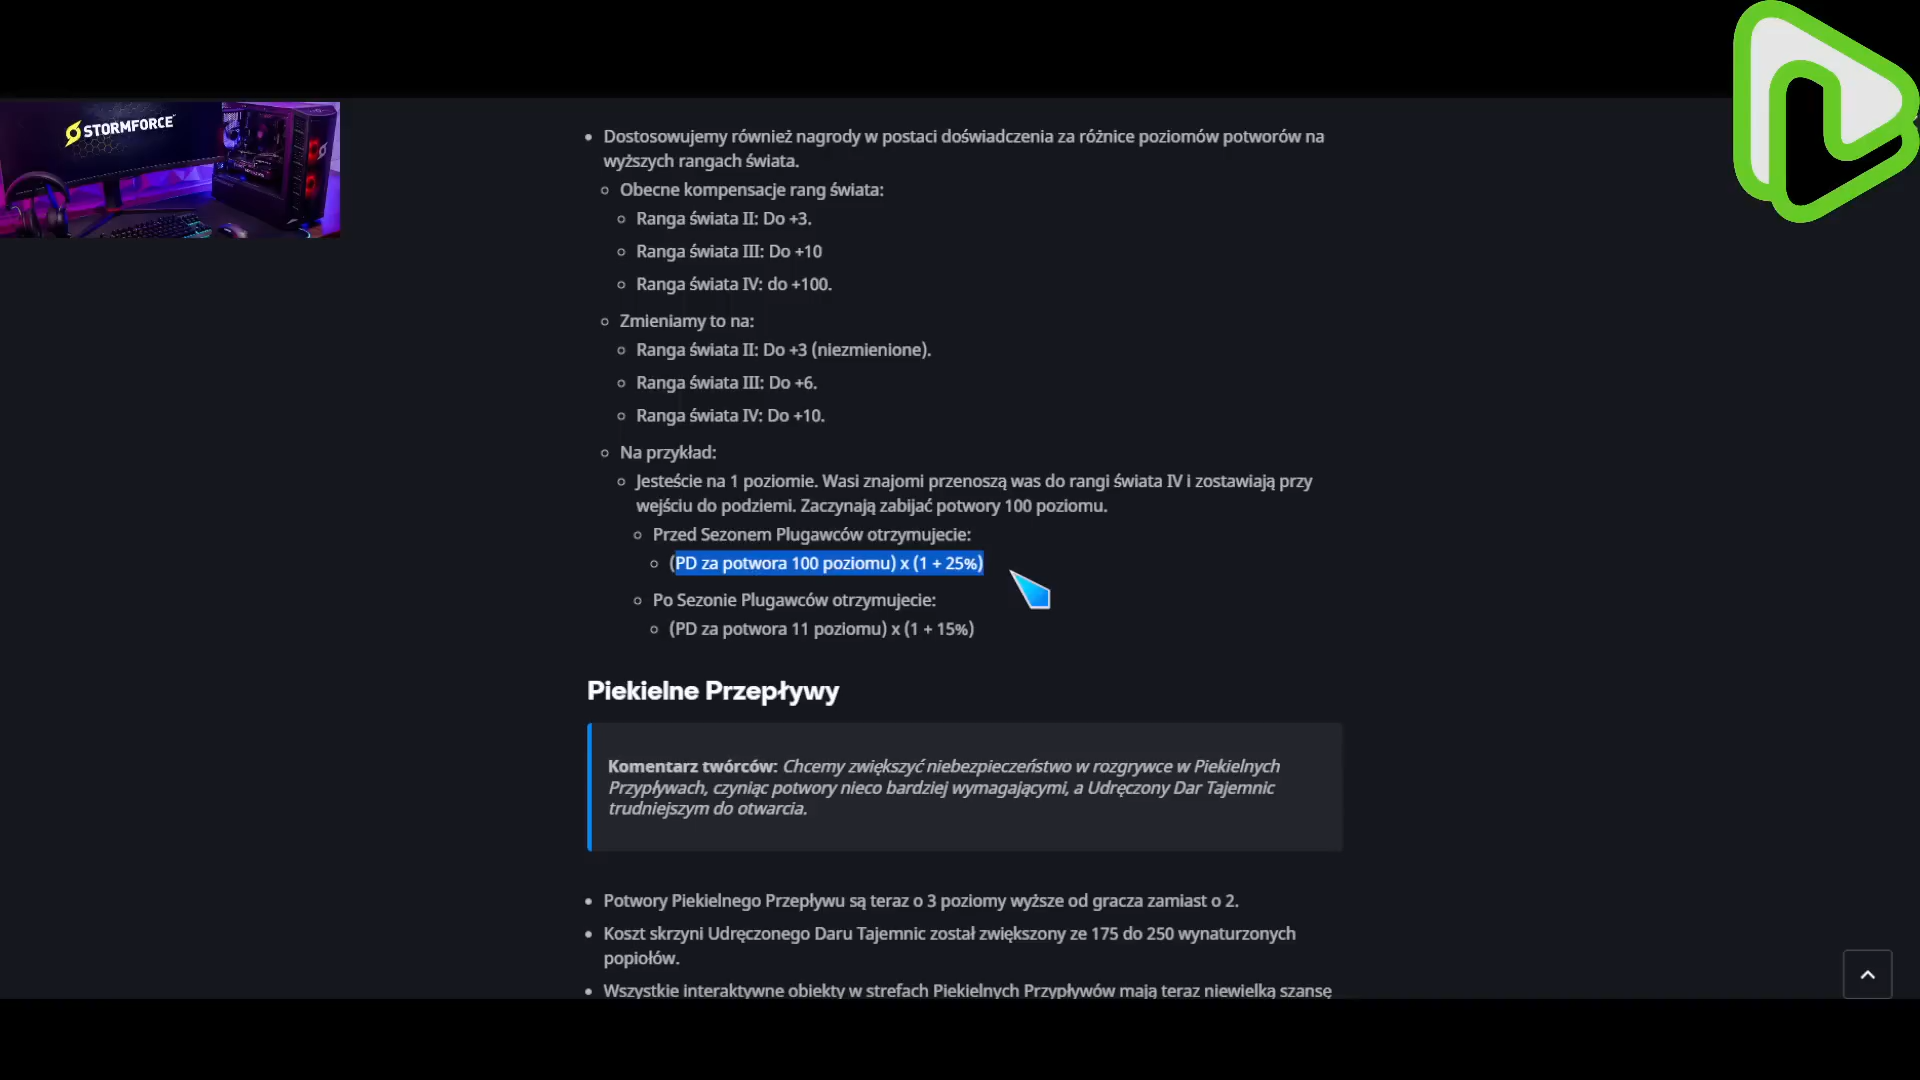 STORMFORCE
Dostosowujemy również nagrody w postaci doświadczenia za różnice poziomów potworów na
wyższych rangach świata.
Obecne kompensacje rang świata:
Ranga świata II: Do +3.
Ranga świata III: Do +10
Ranga świata IV: do +100.
Zmieniamy to na:
Ranga świata II: Do +3 (niezmienione).
Ranga świata III: Do +6.
Ranga świata IV: Do +10.
Na przykład:
Jesteście na 1 poziomie. Wasi znajomi przenoszą was do rangi świata IV i zostawiają przy
wejściu do podziemi. Zaczynają zabijać potwory 100 poziomu.
Przed Sezonem Plugawców otrzymujecie:
(PD za potwora 100 poziomu) x (1 + 25%)
Po Sezonie Plugawców otrzymujecie:
(PD za potwora 11 poziomu) x (1 + 15%)
Piekielne Przepływy
Komentarz twórców: Chcemy zwiększyć niebezpieczeństwo w rozgrywce w Piekielnych
Przypływach, czyniąc potwory nieco bardziej wymagającymi, a Udręczony Dar Tajemnic
trudniejszym do otwarcia.
Potwory Piekielnego Przepływu są teraz o 3 poziomy wyższe od gracza zamiast o 2.
Koszt skrzyni Udręczonego Daru Tajemnic został zwiększony ze 175 do 250 wynaturzonych
popiołów.
Wszystkie interaktywne obiekty w strefach Piekielnych Przypływów mają teraz niewielką szansę